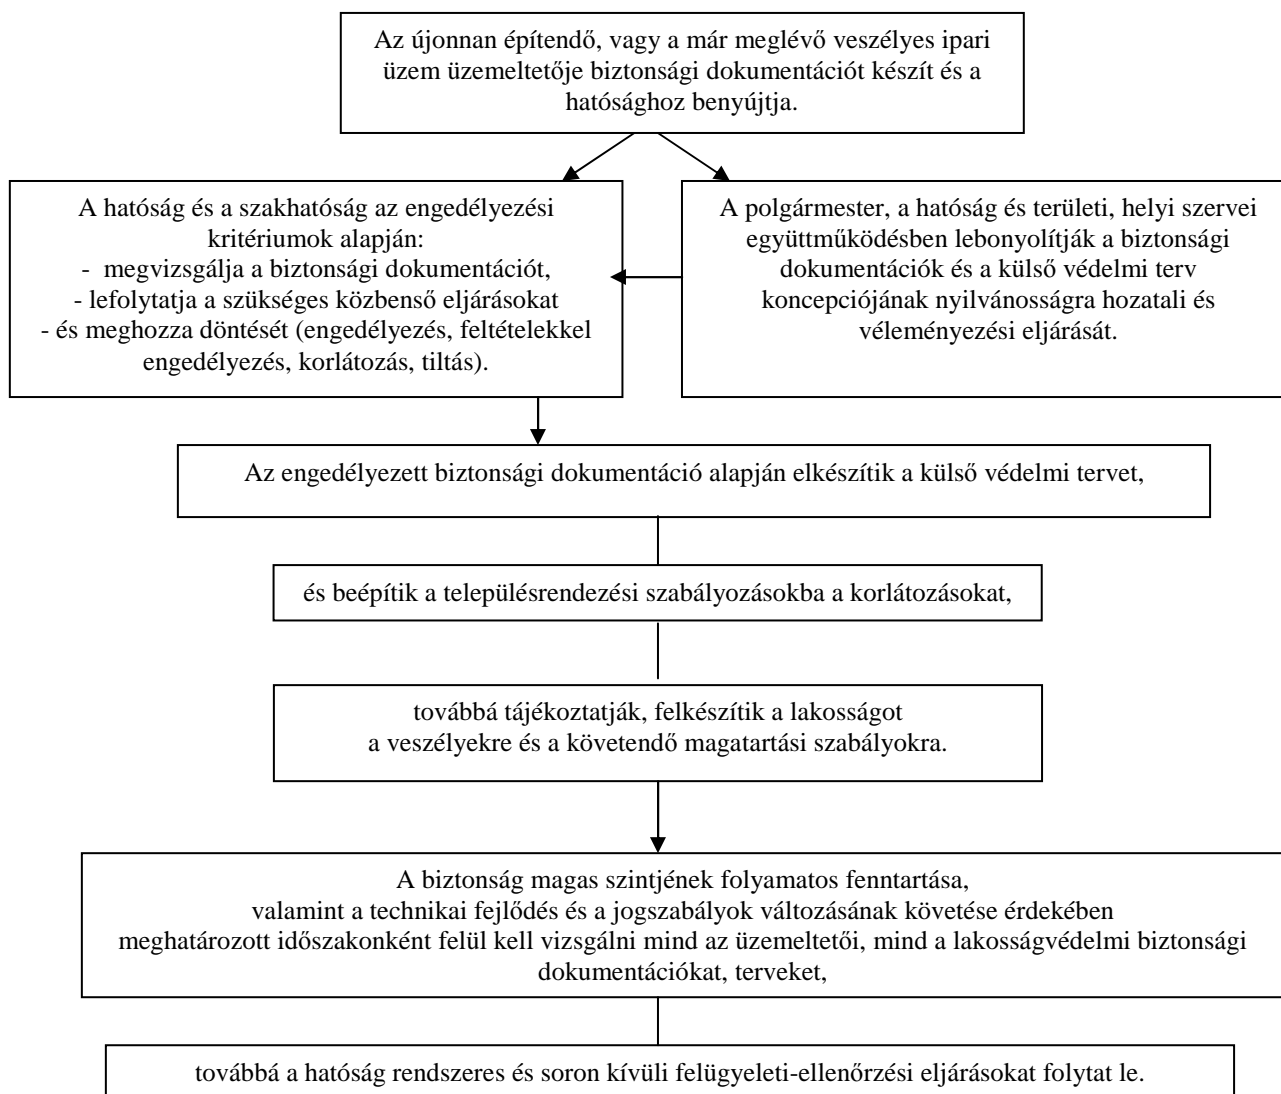 Az újonnan építendő, vagy a már meglévő veszélyes ipari
üzem üzemeltetője biztonsági dokumentációt készít és a
hatósághoz benyújtja.
A hatóság és a szakhatóság az engedélyezési
kritériumok alapján:
- megvizsgálja a biztonsági dokumentációt,
- lefolytatja a szükséges közbenső eljárásokat
- és meghozza döntését (engedélyezés, feltételekkel
engedélyezés, korlátozás, tiltás).
A polgármester, a hatóság és területi, helyi szervei
együttműködésben lebonyolítják a biztonsági
dokumentációk és a külső védelmi terv
koncepciójának nyilvánosságra hozatali és
véleményezési eljárását.
Az engedélyezett biztonsági dokumentáció alapján elkészítik a külső védelmi tervet,
és beépítik a településrendezési szabályozásokba a korlátozásokat,
továbbá tájékoztatják, felkészítik a lakosságot
a veszélyekre és a követendő magatartási szabályokra.
A biztonság magas szintjének folyamatos fenntartása,
valamint a technikai fejlődés és a jogszabályok változásának követése érdekében
meghatározott időszakonként felül kell vizsgálni mind az üzemeltetői, mind a lakosságvédelmi biztonsági
dokumentációkat, terveket,
továbbá a hatóság rendszeres és soron kívüli felügyeleti-ellenőrzési eljárásokat folytat le.